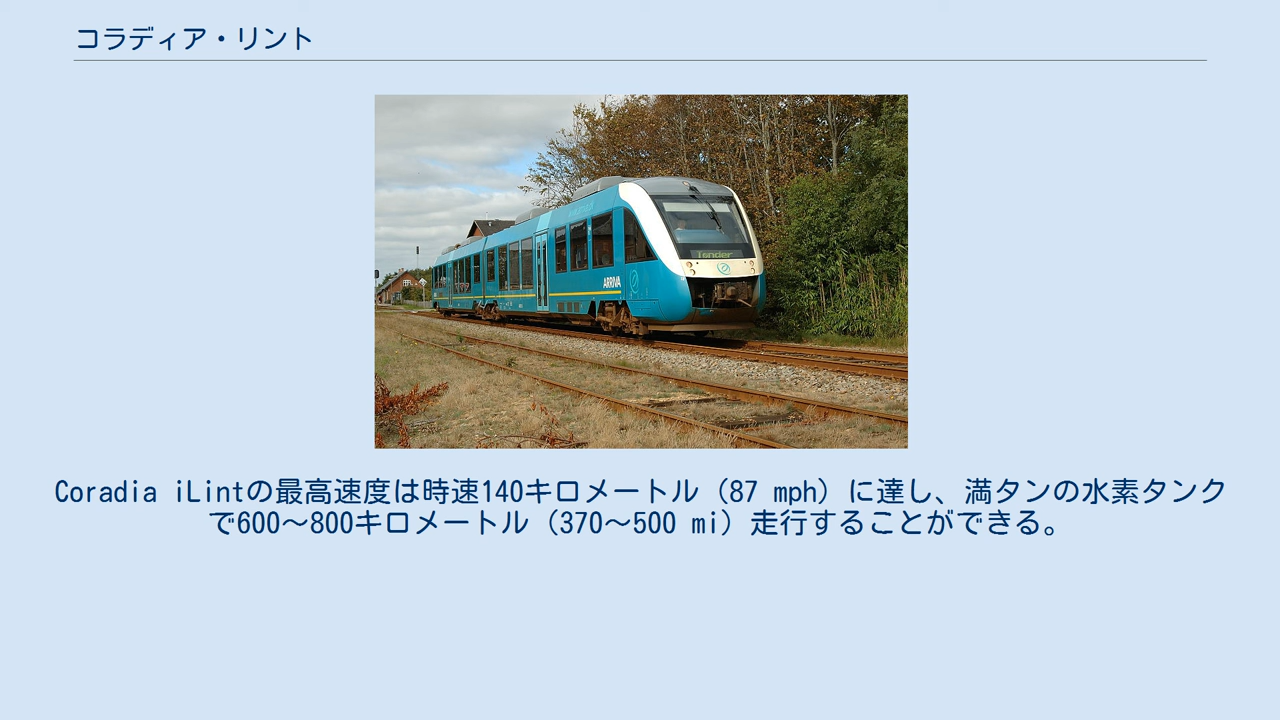 コラディア・リント
Tønder
ARRIVA
Coradia iLintの最高速度は時速140キロメートル（87 mph）に達し、満タンの水素タンク
で600〜800キロメートル（370〜500 mi）走行することができる。